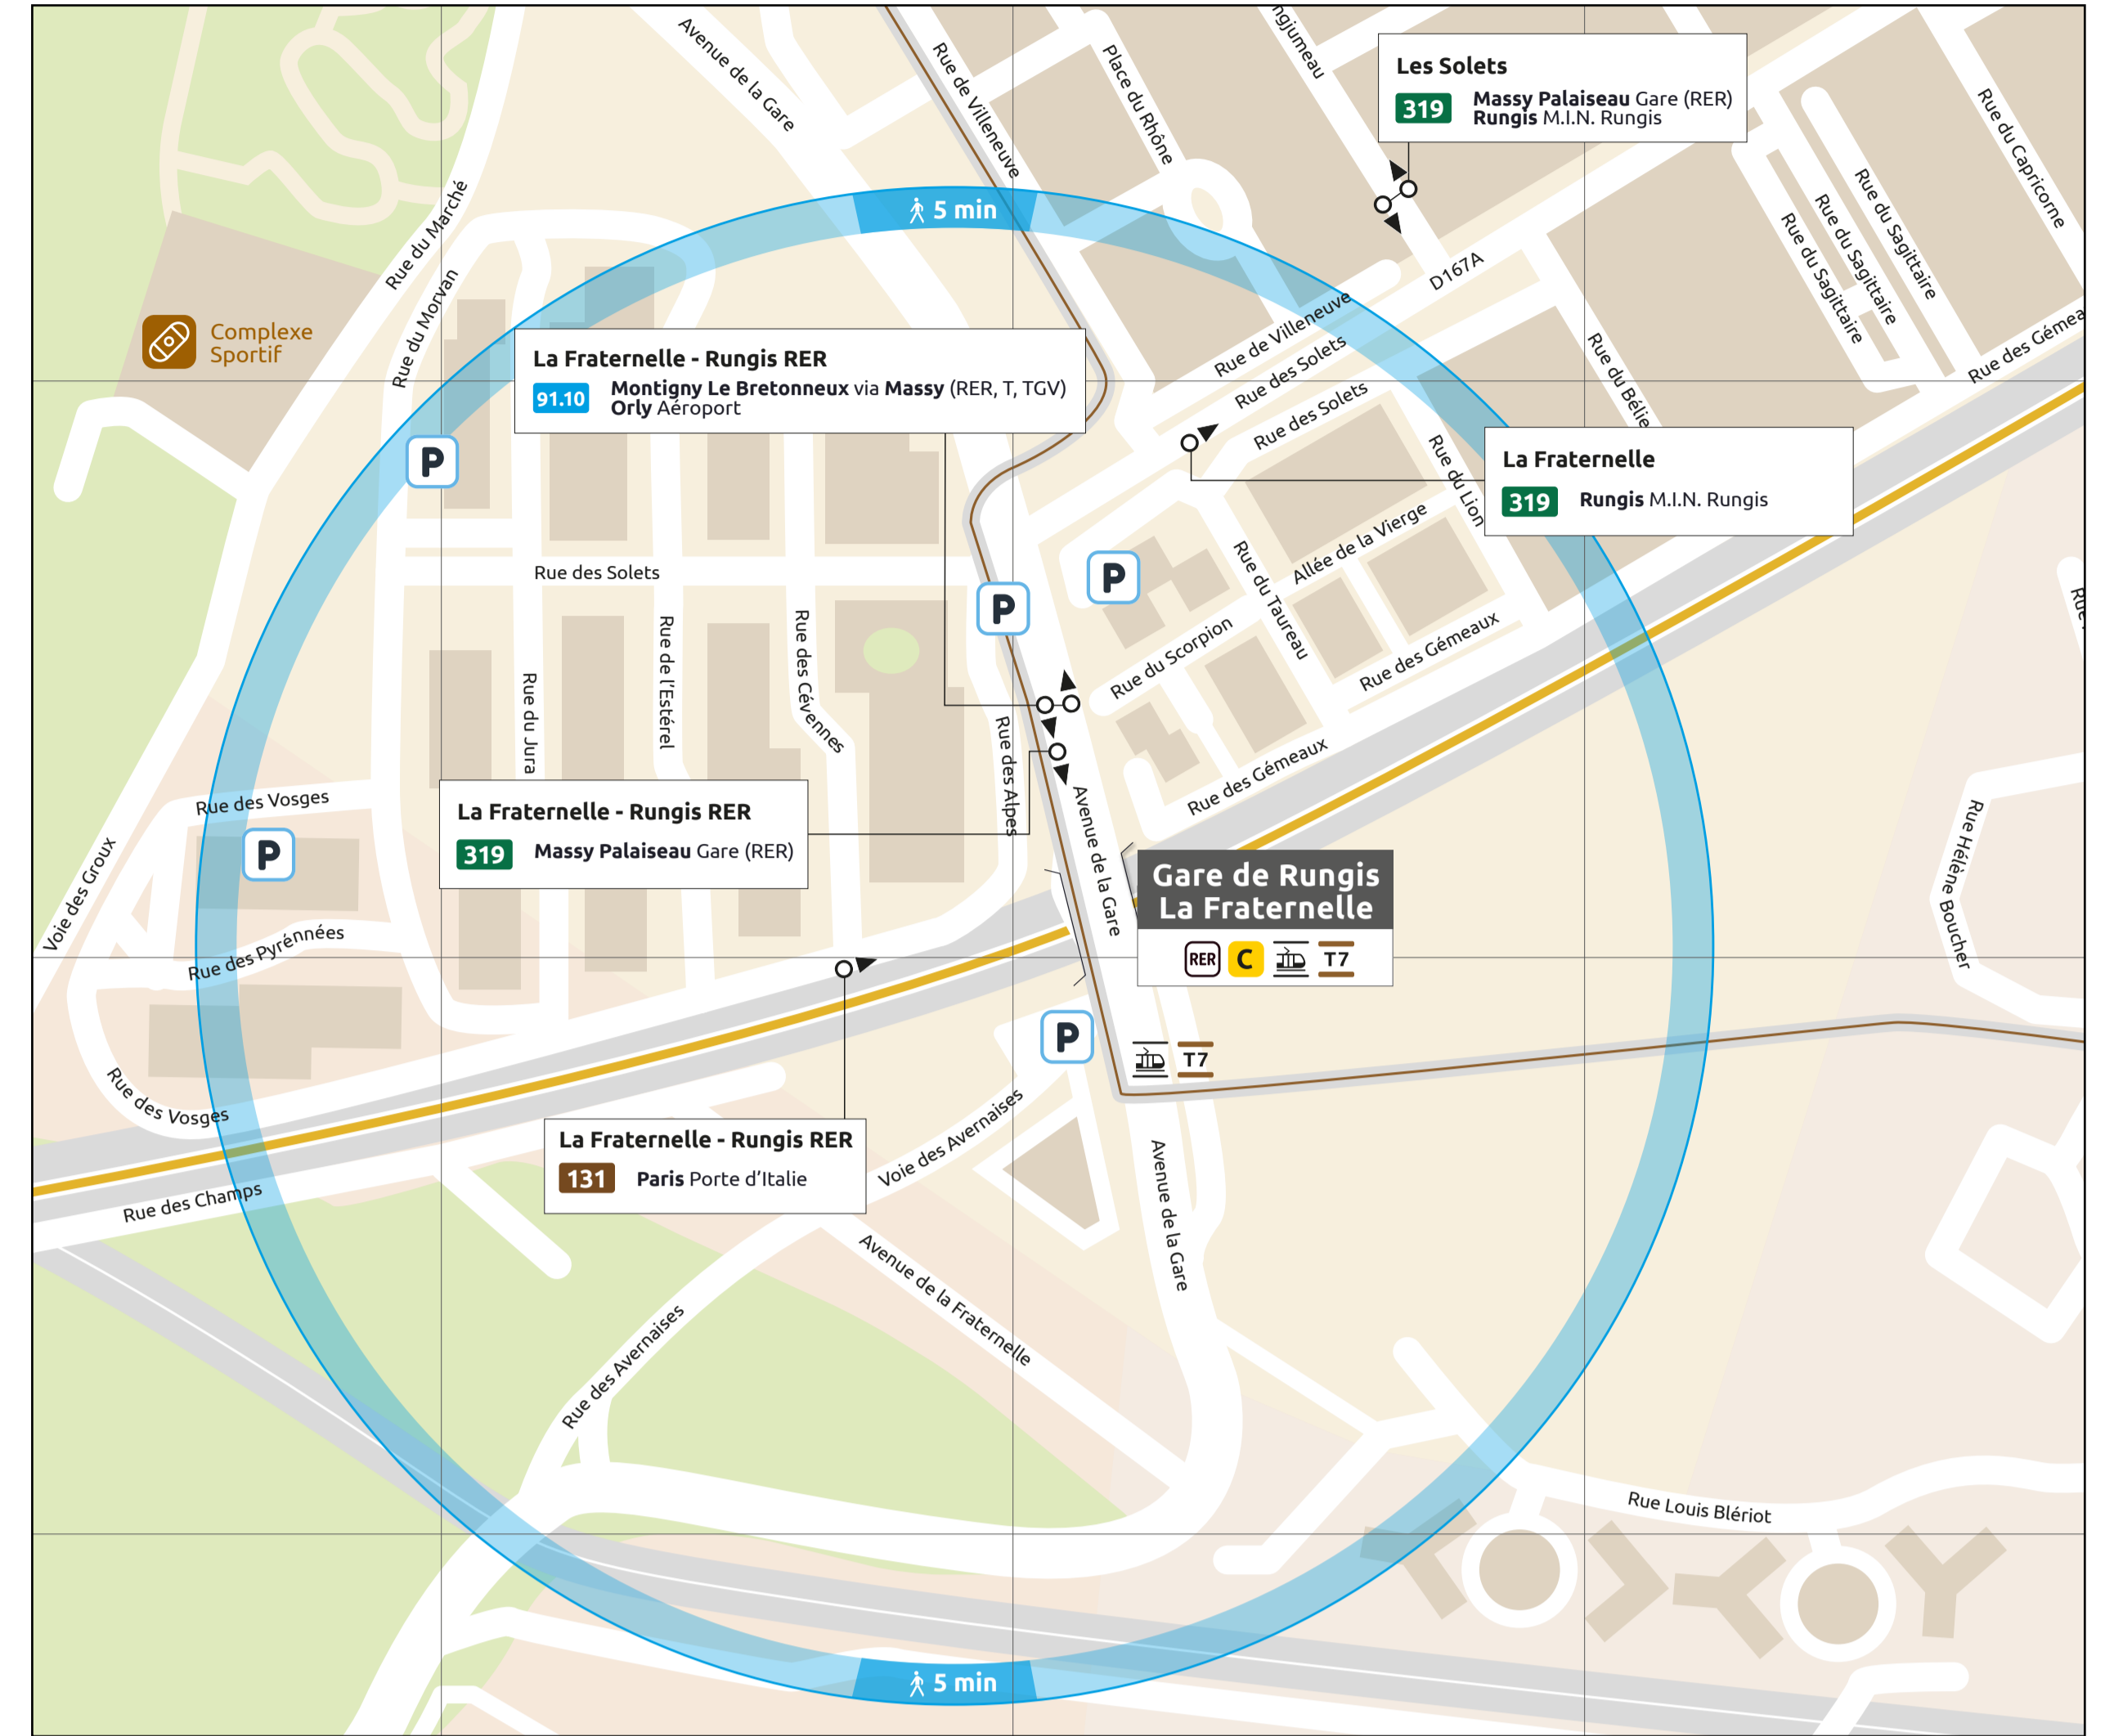 Avenue de la Gare
Rue de Villeneuve
Place du Rhône
ngjumeau
Les Solets
319
Massy Palaiseau Gare (RER)
Rungis M.I.N. Rungis
Rue du Capricorne
Rue du Sagittaire
Rue du Sagittaire
Rue du Sagittaire
Rue du Marché
Rue du Morvan
5 min
D167A
Complexe
Sportif
Rue de Villeneuve
Rue des Solets
Rue des Solets
Rue du Bélie
Rue des Gémea
La Fraternelle - Rungis RER
91.10
Montigny Le Bretonneux via Massy (RER, T, TGV)
Orly Aéroport
P
Rue du Lion
La Fraternelle
319
Rungis M.I.N. Rungis
Rue des Solets
P
P
Allée de la Vierge
Rue du Taureau
Rue du Scorpion
Rue des Gémeaux
Rue
Rue du Jura
Rue de l'Estérel
Rue des Cévennes
Rue des Alpes
Rue des Gémeaux
Avenue de la Gare
Rue des Vosges
P
Voie des Groux
La Fraternelle - Rungis RER
319
Massy Palaiseau Gare (RER)
Gare de Rungis
La Fraternelle
RER C T7
Rue Hélène Boucher
Rue des Pyrénnées
P
T7
Rue des Vosges
Rue des Champs
La Fraternelle - Rungis RER
131
Paris Porte d'Italie
Voie des Avernaises
Avenue de la Gare
Avenue de la Fraternelle
Rue des Avernaises
Rue Louis Blériot
5 min